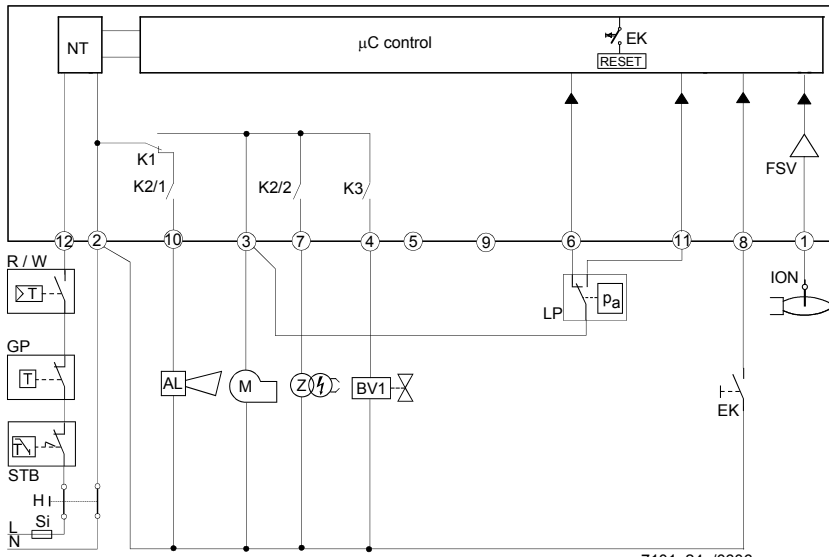 NT
µC control
EK
RESET
K1
FSV
K2/1
K2/2
K3
12
2
10
3
7
4
5
9
6
11
8
1
R / W
T
LP
pa
ION
GP
T
AL
M
Z
BV1
EK
T
STB
H
L
Si
N